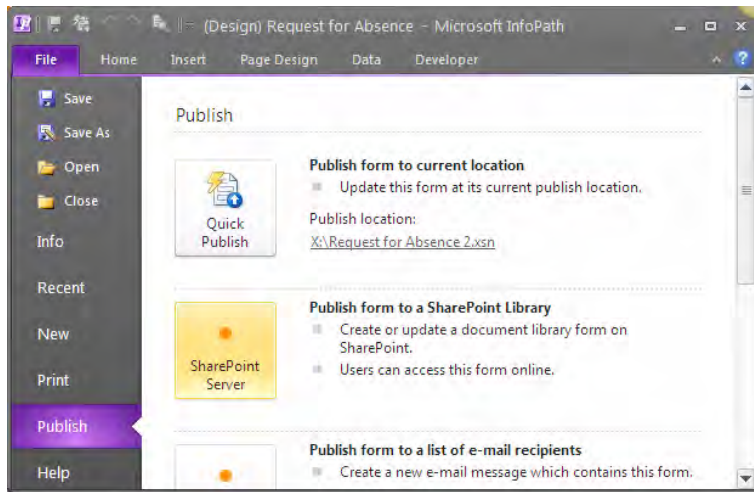 (Design) Request for Absence - Microsoft InfoPath
File Home Insert Page Design Data Developer
Save
Save As
Open
Close
Info
Recent
New
Print
Publish
Help
Publish
Quick
Publish
Publish form to current location
Update this form at its current publish location.
Publish location:
X:\Request for Absence 2.xsn
SharePoint
Server
Publish form to a SharePoint Library
Create or update a document library form on
SharePoint.
Users can access this form online.
Publish form to a list of e-mail recipients
Create a new e-mail message which contains this form.